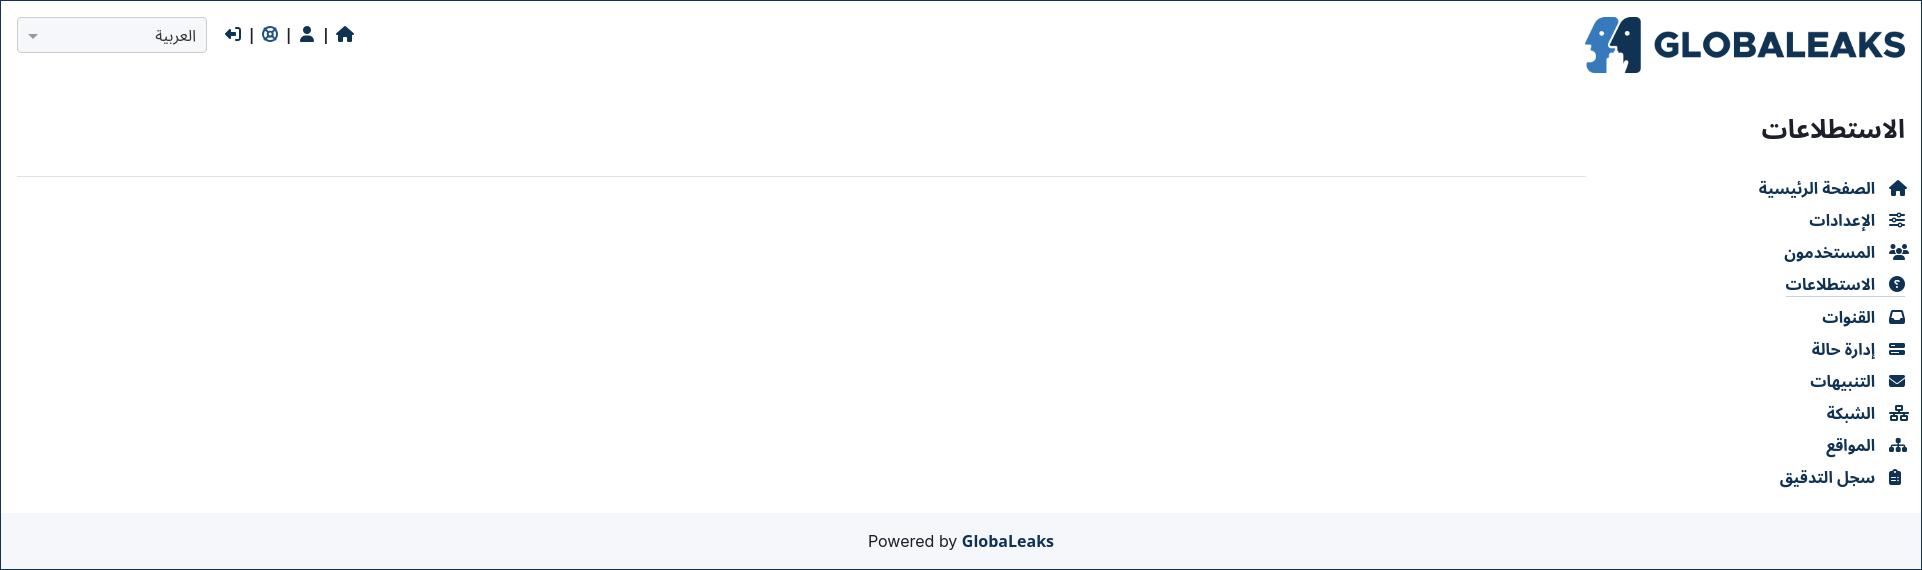 GLOBALEAKS
العربية
الاستطلاعات
الصفحة الرئيسية
الإعدادات
المستخدمون
الاستطلاعات
القنوات
إدارة حالة
التنبيهات
الشبكة
المواقع
سجل التدقيق
Powered by GlobaLeaks